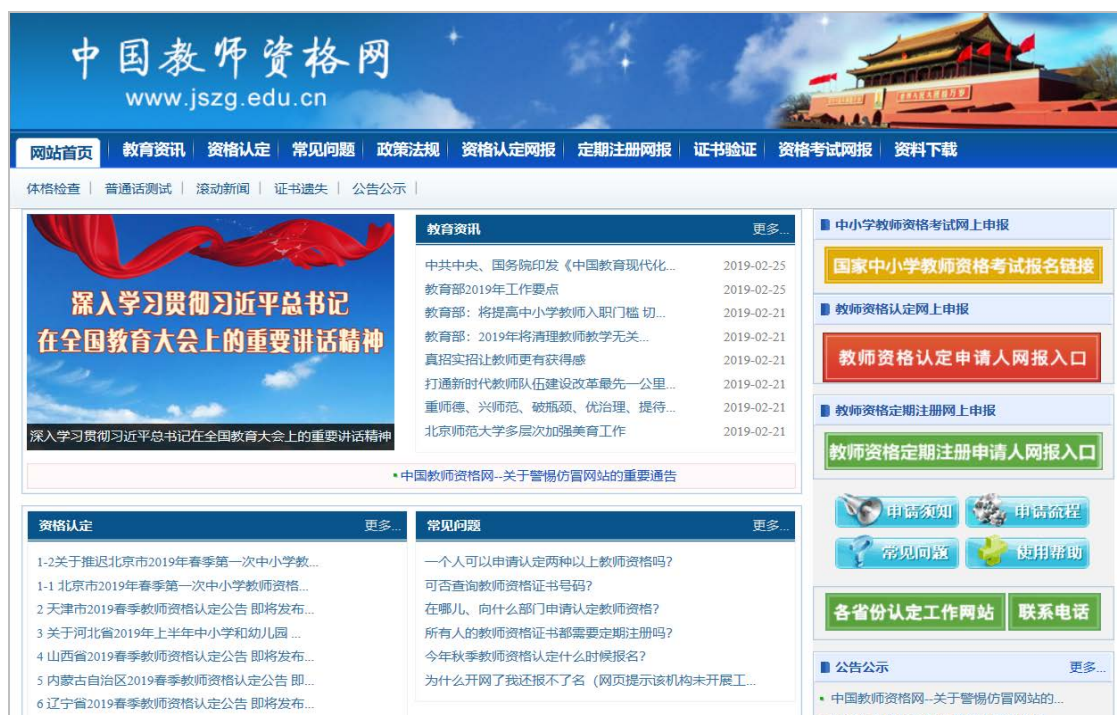 中国教师资格网
www.jszg.edu.cn
网站首页 教育资讯 资格认定 常见问题 政策法规 资格认定网报 定期注册网报 证书验证 资格考试网报 资料下载
体格检查 | 普通话测试 | 滚动新闻 | 证书遗失 | 公告公示 |
深入学习贯彻习近平总书记
在全国教育大会上的重要讲话精神
深入学习贯彻习近平总书记在全国教育大会上的重要讲话精神
教育资讯 更多...
中共中央、国务院印发《中国教育现代化... 2019-02-25
教育部2019年工作要点 2019-02-25
教育部：将提高中小学教师入职门槛 切... 2019-02-21
教育部：2019年将清理教师教学无关... 2019-02-21
真招实招让教师更有获得感 2019-02-21
打通新时代教师队伍建设改革最先一公里... 2019-02-21
重师德、兴师范、破瓶颈、优治理、提待... 2019-02-21
北京师范大学多层次加强美育工作 2019-02-21
•中国教师资格网--关于警惕仿冒网站的重要通告
资格认定 更多...
1-2关于推迟北京市2019年春季第一次中小学教...
1-1 北京市2019年春季第一次中小学教师资格...
2 天津市2019春季教师资格认定公告 即将发布...
3 关于河北省2019年上半年中小学和幼儿园 ...
4 山西省2019春季教师资格认定公告 即将发布...
5 内蒙古自治区2019春季教师资格认定公告 即...
6 辽宁省2019春季教师资格认定公告 即将发布...
常见问题 更多...
一个人可以申请认定两种以上教师资格吗?
可否查询教师资格证书号码?
在哪儿、向什么部门申请认定教师资格?
所有人的教师资格证书都需要定期注册吗?
今年秋季教师资格认定什么时候报名?
为什么开网了我还报不了名（网页提示该机构未开展工...
中小学教师资格考试网上申报
国家中小学教师资格考试报名链接
教师资格认定网上申报
教师资格认定申请人网报入口
教师资格定期注册网上申报
教师资格定期注册申请人网报入口
申请须知 申请流程
常见问题 使用帮助
各省份认定工作网站 联系电话
公告公示 更多...
• 中国教师资格网--关于警惕仿冒网站的...